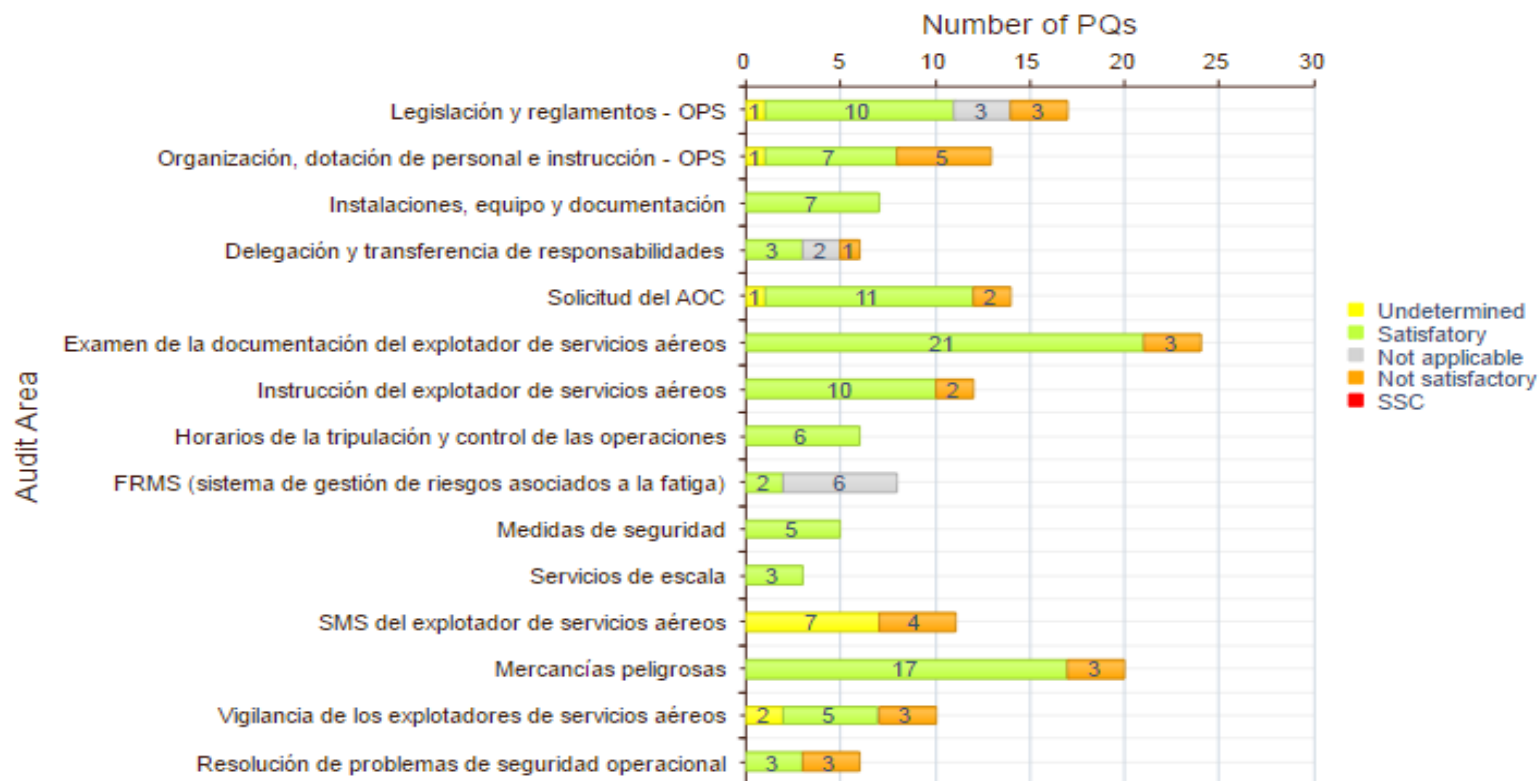 Number of PQs
0 5 10 15 20 25 30
Audit Area
Legislación y reglamentos - OPS 1 10 3 3
Organización, dotación de personal e instrucción - OPS 1 7 5
Instalaciones, equipo y documentación 7
Delegación y transferencia de responsabilidades 3 2 1
Solicitud del AOC 1 11 2
Examen de la documentación del explotador de servicios aéreos 21 3
Instrucción del explotador de servicios aéreos 10 2
Horarios de la tripulación y control de las operaciones 6
FRMS (sistema de gestión de riesgos asociados a la fatiga) 2 6
Medidas de seguridad 5
Servicios de escala 3
SMS del explotador de servicios aéreos 7 4
Mercancías peligrosas 17 3
Vigilancia de los explotadores de servicios aéreos 2 5 3
Resolución de problemas de seguridad operacional 3 3
Undetermined
Satisfatory
Not applicable
Not satisfactory
SSC